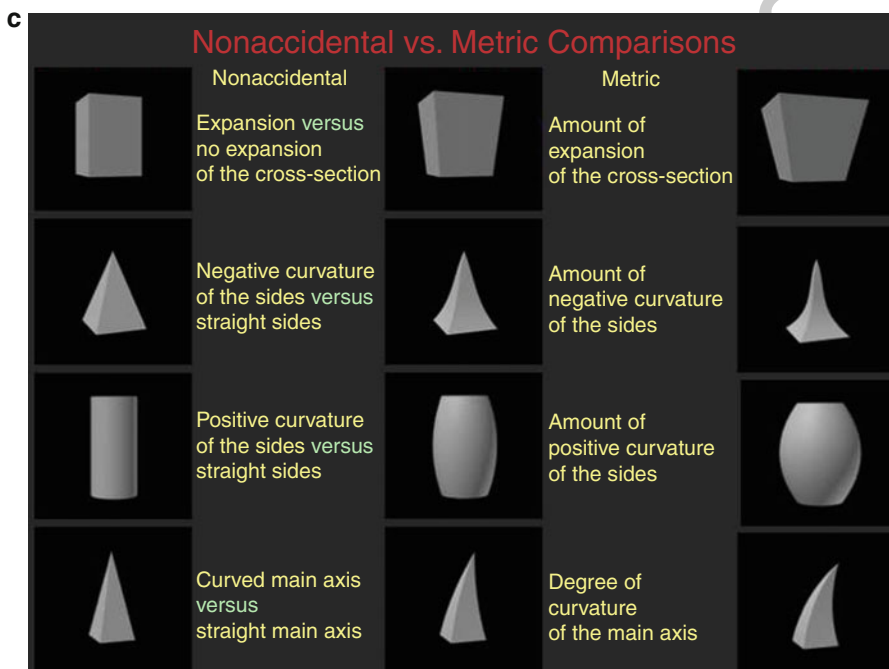 c
Nonaccidental vs. Metric Comparisons
Nonaccidental
Metric
Expansion versus
no expansion
of the cross-section
Amount of
expansion
of the cross-section
Negative curvature
of the sides versus
straight sides
Amount of
negative curvature
of the sides
Positive curvature
of the sides versus
straight sides
Amount of
positive curvature
of the sides
Curved main axis
versus
straight main axis
Degree of
curvature
of the main axis